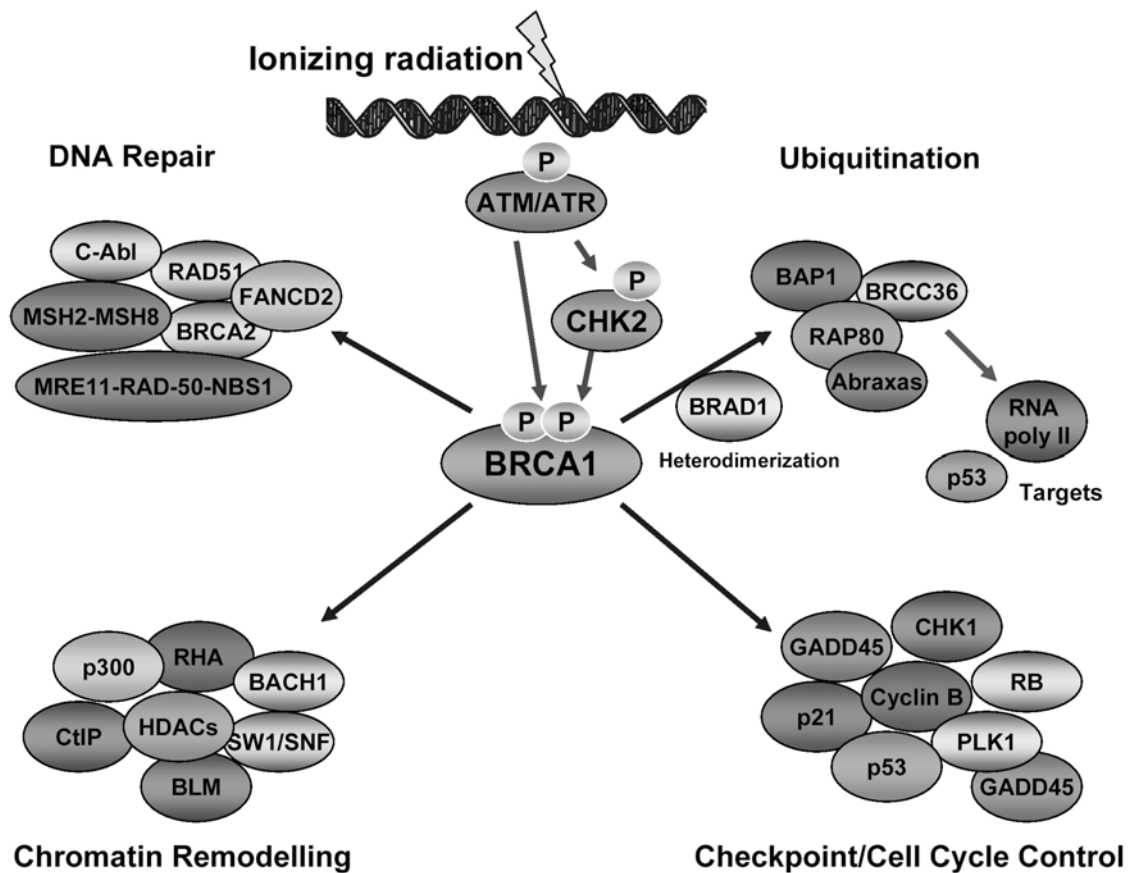 Ionizing radiation
DNA Repair
Ubiquitination
P
ATM/ATR
C-Abl
RAD51
FANCD2
MSH2-MSH8
BRCA2
MRE11-RAD-50-NBS1
P
CHK2
BAP1
BRCC36
RAP80
Abraxas
BRAD1
Heterodimerization
RNA
poly II
p53
Targets
P P
BRCA1
p300
RHA
BACH1
CtIP
HDACs
SW1/SNF
BLM
Chromatin Remodelling
GADD45
CHK1
Cyclin B
RB
p21
PLK1
p53
GADD45
Checkpoint/Cell Cycle Control